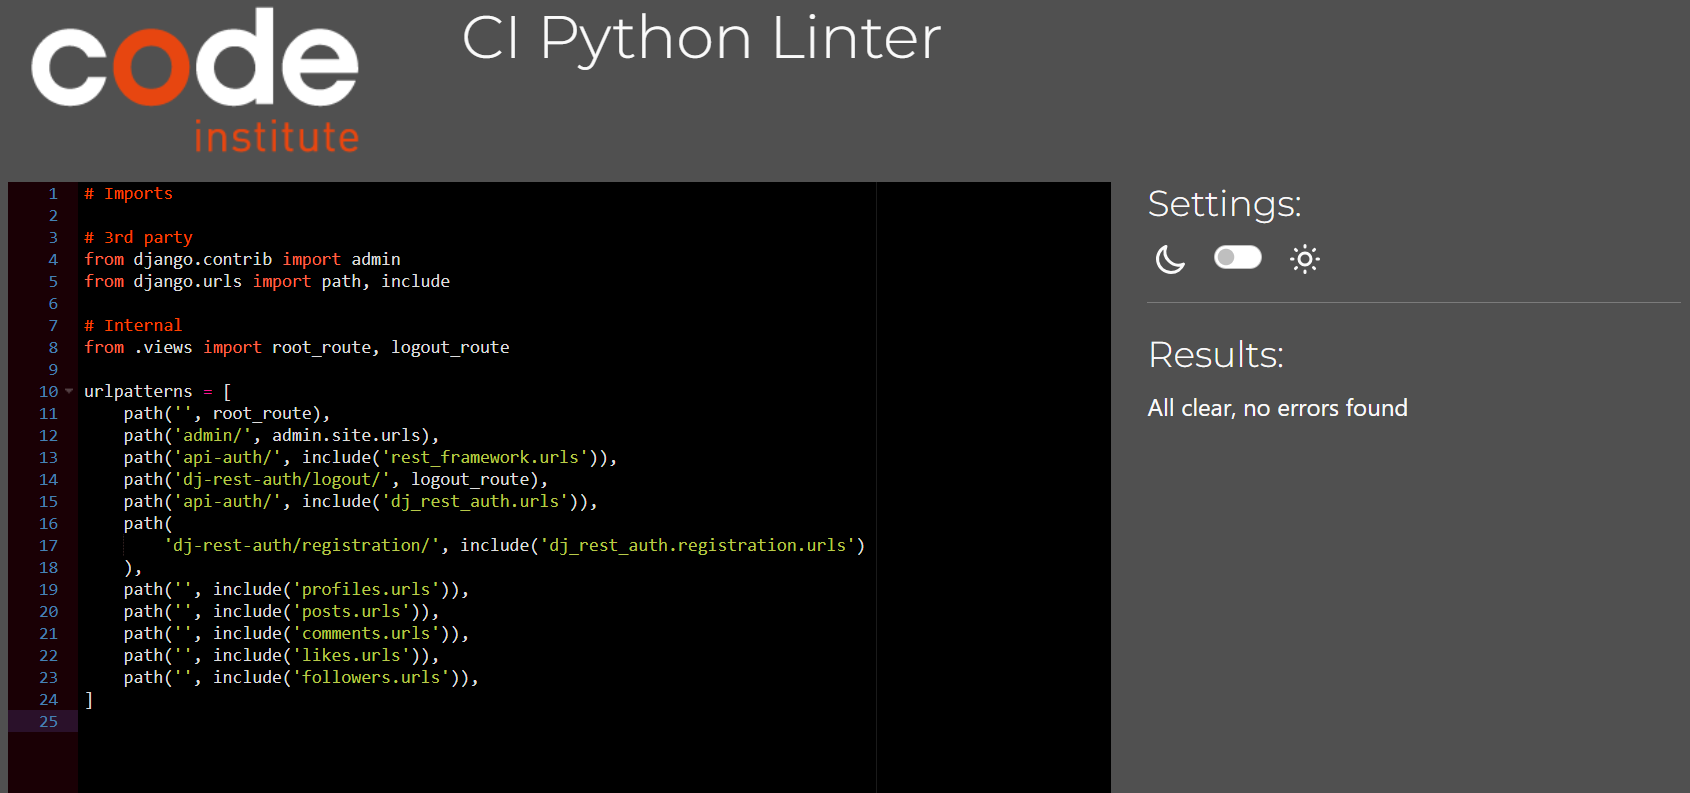 code
institute
CI Python Linter
1 # Imports
2
3 # 3rd party
4 from django.contrib import admin
5 from django.urls import path, include
6
7 # Internal
8 from .views import root_route, logout_route
9
10 urlpatterns = [
11     path('', root_route),
12     path('admin/', admin.site.urls),
13     path('api-auth/', include('rest_framework.urls')),
14     path('dj-rest-auth/logout/', logout_route),
15     path('api-auth/', include('dj_rest_auth.urls')),
16     path(
17         'dj-rest-auth/registration/', include('dj_rest_auth.registration.urls')
18     ),
19     path('', include('profiles.urls')),
20     path('', include('posts.urls')),
21     path('', include('comments.urls')),
22     path('', include('likes.urls')),
23     path('', include('followers.urls')),
24 ]
25
Settings:
Results:
All clear, no errors found